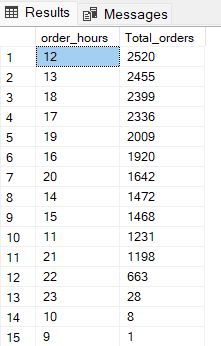 Results Messages
order_hours Total_orders
1 12 2520
2 13 2455
3 18 2399
4 17 2336
5 19 2009
6 16 1920
7 20 1642
8 14 1472
9 15 1468
10 11 1231
11 21 1198
12 22 663
13 23 28
14 10 8
15 9 1